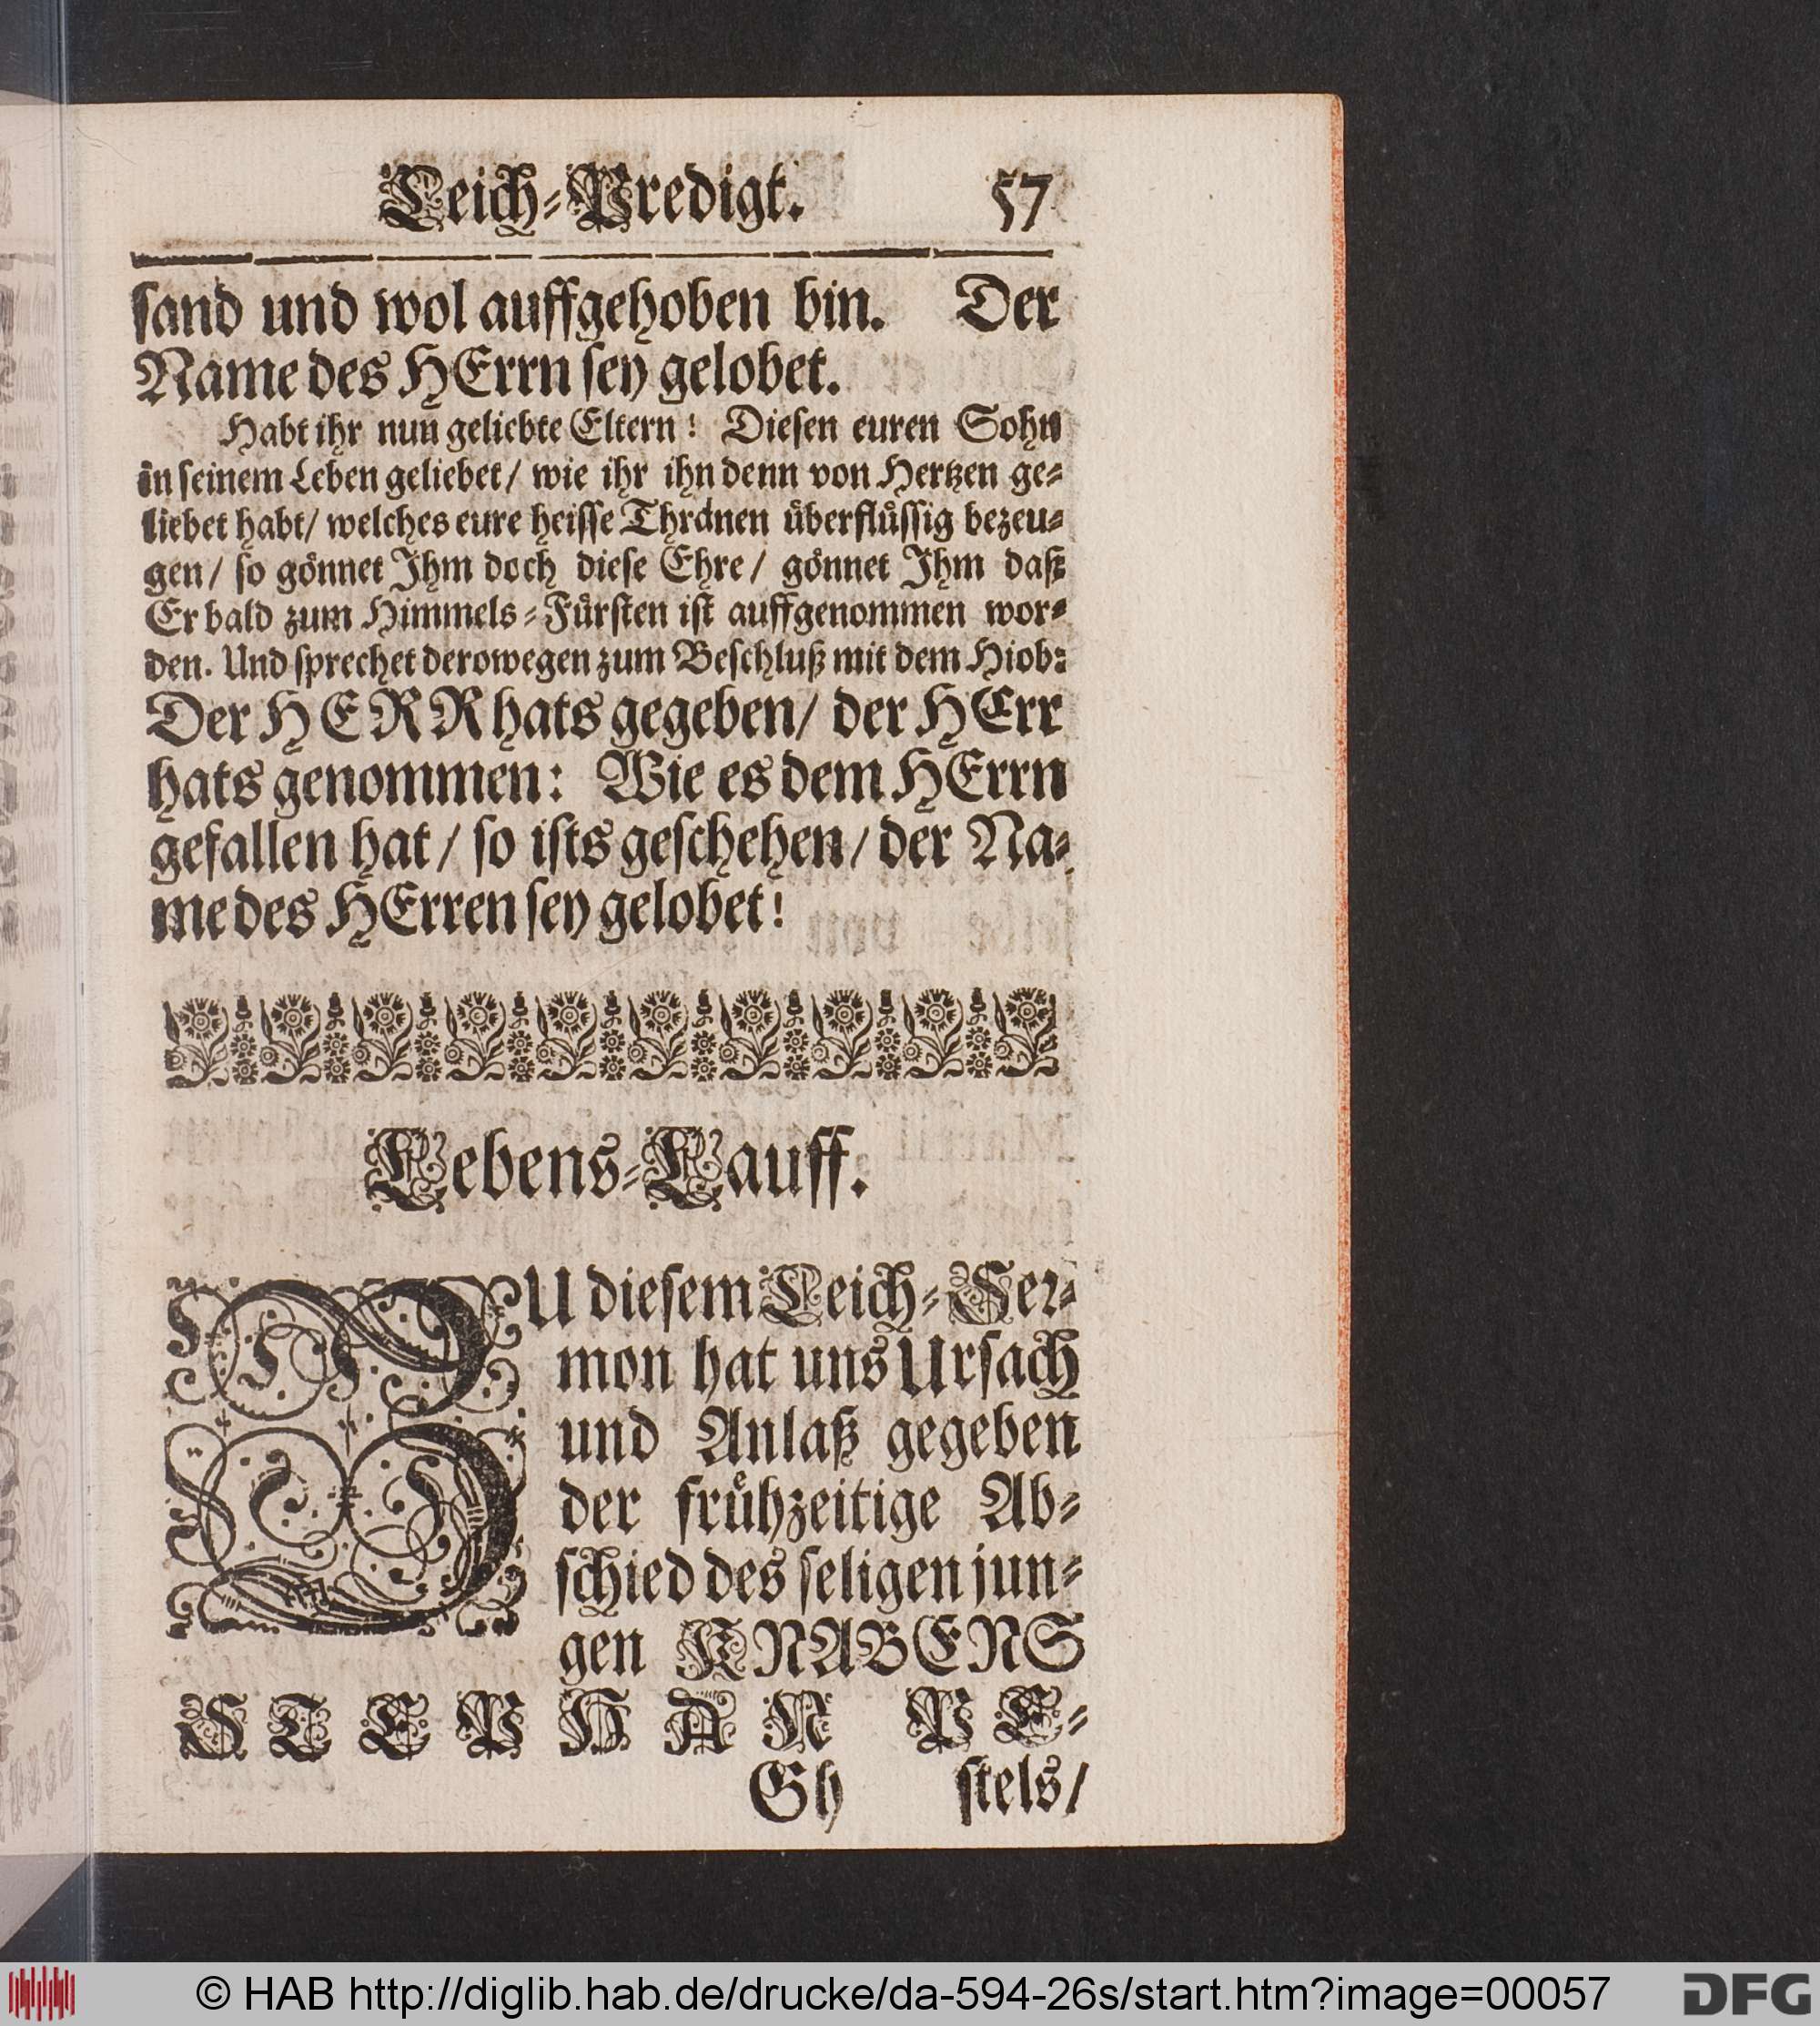 Leich-Predigt. 57
sand und wol auffgehoben bin. Der
Name des HErrn sey gelobet.
Habt ihr nun geliebte Eltern! Diesen euren Sohn
in seinem Leben geliebet/ wie ihr ihn denn von Hertzen ge-
liebet habt/ welches eure heisse Thränen überflüssig bezeu-
gen/ so gönnet Ihm doch diese Ehre/ gönnet Ihm daß
Er bald zum Himmels-Fürsten ist auffgenommen wor-
den. Und sprechet derowegen zum Beschluß mit dem Hiob:
Der HERR hats gegeben/ der HErr
hats genommen: Wie es dem HErrn
gefallen hat/ so ists geschehen/ der Na-
me des HErren sey gelobet!
Lebens-Lauff.
ZU diesem Leich-Ser-
mon hat uns Ursach
und Anlaß gegeben
der frühzeitige Ab-
schied des seligen jun-
gen KNABENS
STEPHAN PE-
Gh stels/
© HAB http://diglib.hab.de/drucke/da-594-26s/start.htm?image=00057
DFG